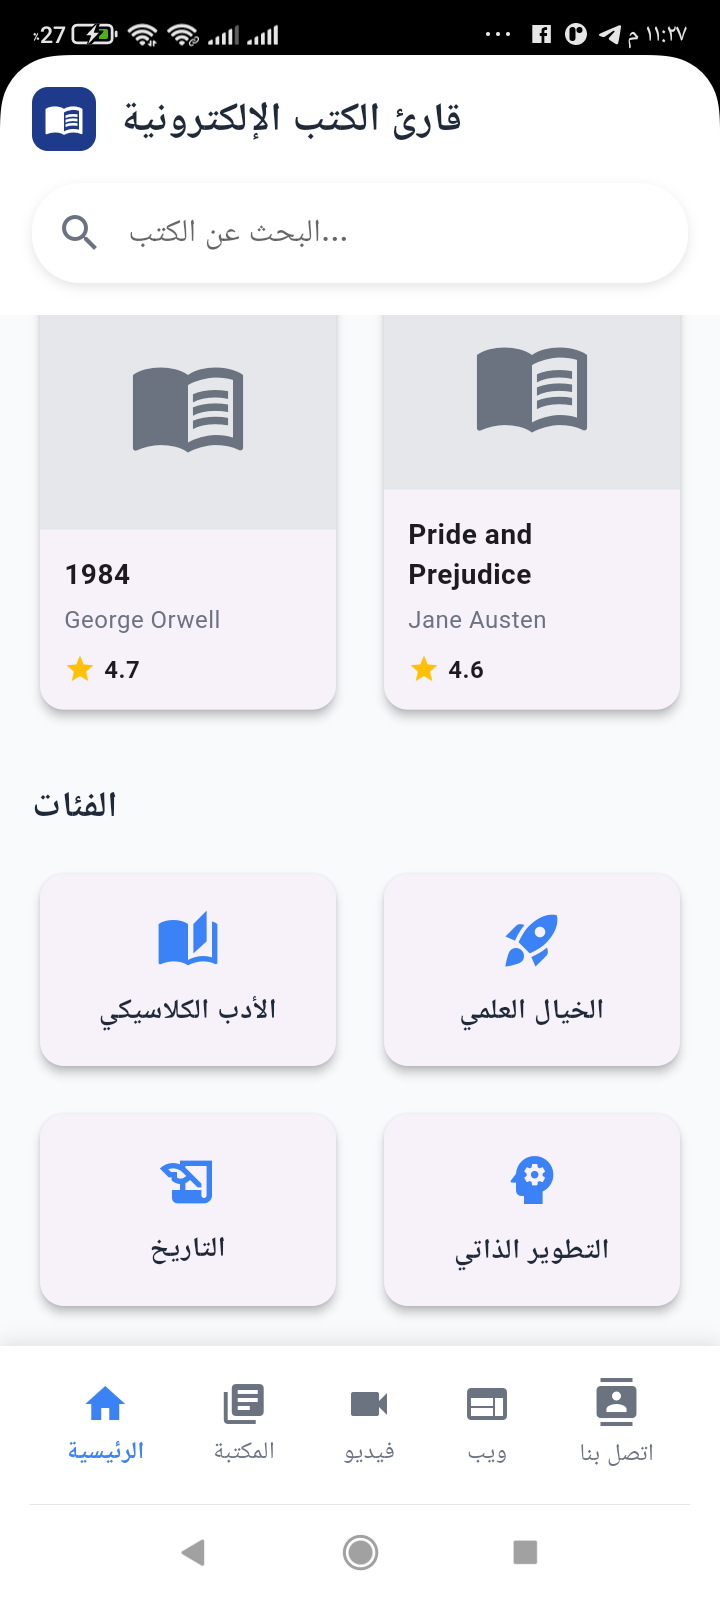 ٪27
١١:٢٧ م
قارئ الكتب الإلكترونية
البحث عن الكتب...
1984
George Orwell
4.7
Pride and
Prejudice
Jane Austen
4.6
الفئات
الأدب الكلاسيكي
الخيال العلمي
التاريخ
التطوير الذاتي
الرئيسية
المكتبة
فيديو
ويب
اتصل بنا